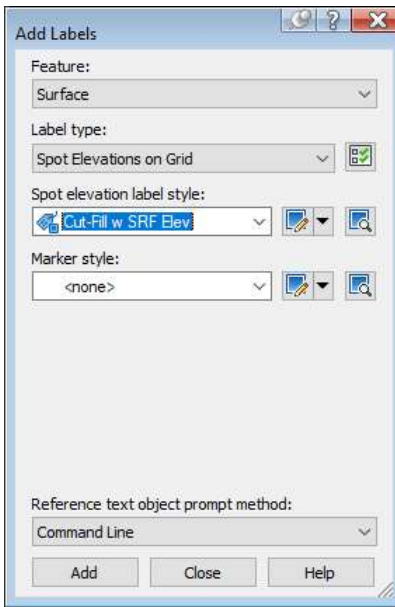 Add Labels
Feature:
Surface
Label type:
Spot Elevations on Grid
Spot elevation label style:
Cut-Fill w SRF Elev
Marker style:
<none>
Reference text object prompt method:
Command Line
Add Close Help